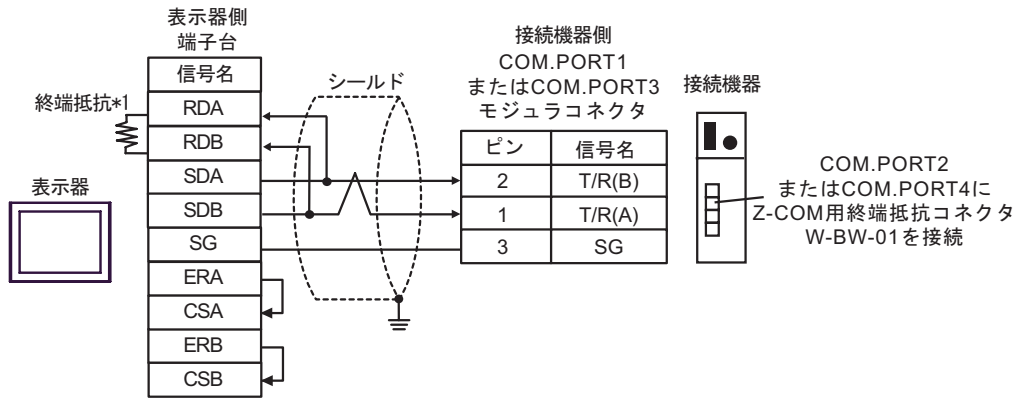 表示器側
端子台
信号名
RDA
RDB
SDA
SDB
SG
ERA
CSA
ERB
CSB
終端抵抗*1
表示器
シールド
接続機器側
COM.PORT1
またはCOM.PORT3
モジュラコネクタ
ピン 信号名
2 T/R(B)
1 T/R(A)
3 SG
接続機器
COM.PORT2
またはCOM.PORT4に
Z-COM用終端抵抗コネクタ
W-BW-01を接続